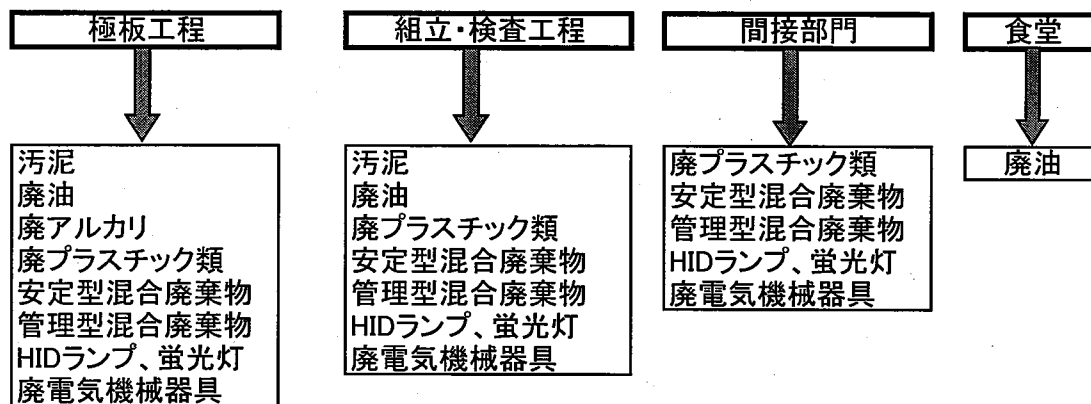 極板工程
組立・検査工程
間接部門
食堂
汚泥
廃油
廃アルカリ
廃プラスチック類
安定型混合廃棄物
管理型混合廃棄物
HIDランプ、蛍光灯
廃電気機械器具
汚泥
廃油
廃プラスチック類
安定型混合廃棄物
管理型混合廃棄物
HIDランプ、蛍光灯
廃電気機械器具
廃プラスチック類
安定型混合廃棄物
管理型混合廃棄物
HIDランプ、蛍光灯
廃電気機械器具
廃油